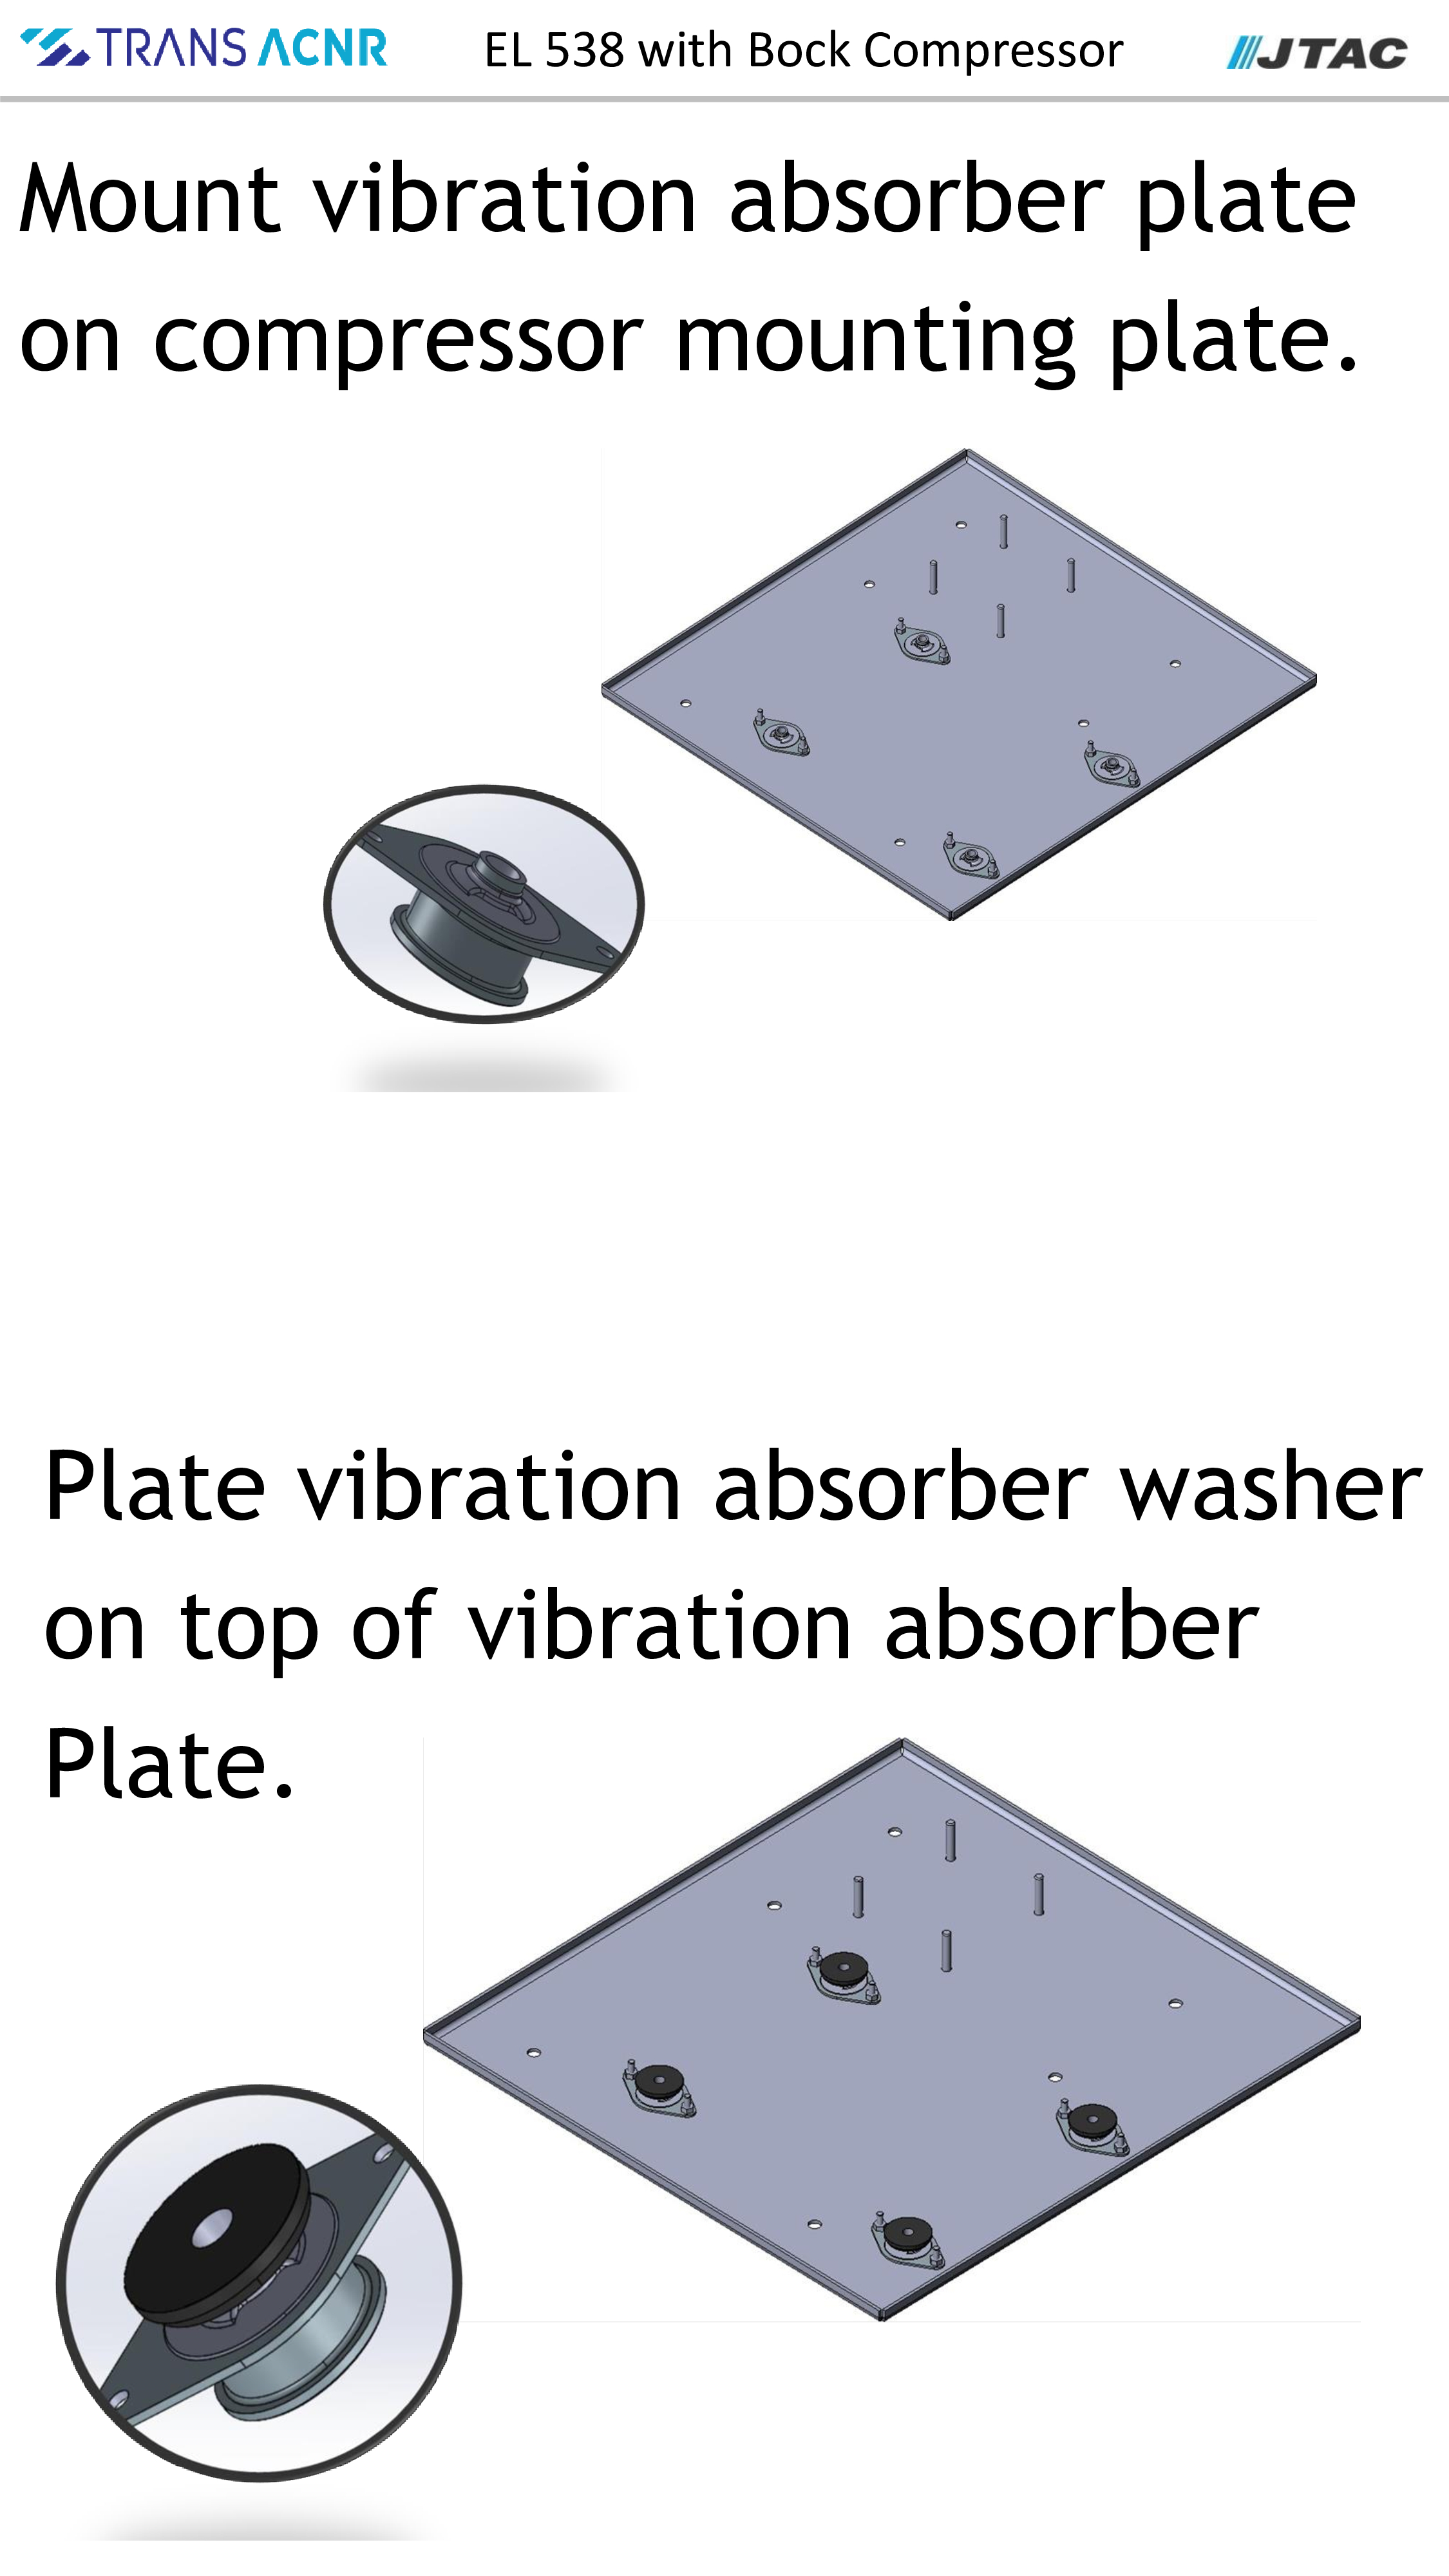 TRANS ACNR
EL 538 with Bock Compressor
JTAC
Mount vibration absorber plate
on compressor mounting plate.
Plate vibration absorber washer
on top of vibration absorber
Plate.